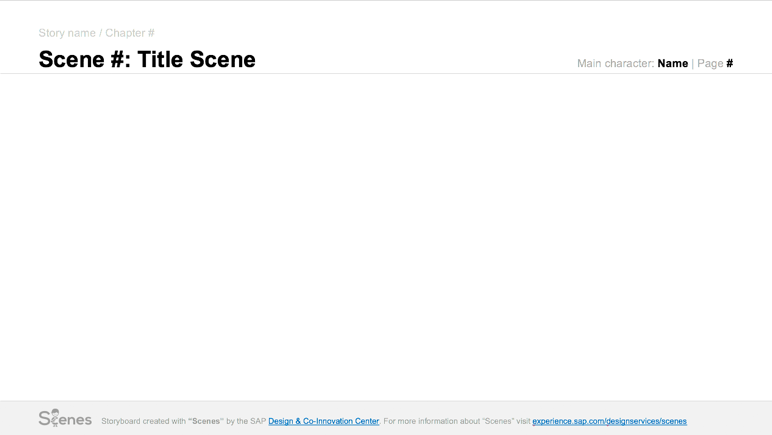 Story name / Chapter #
Scene #: Title Scene
Main character: Name | Page #
Scenes
Storyboard created with “Scenes” by the SAP Design & Co-Innovation Center. For more information about “Scenes” visit experience.sap.com/designservices/scenes